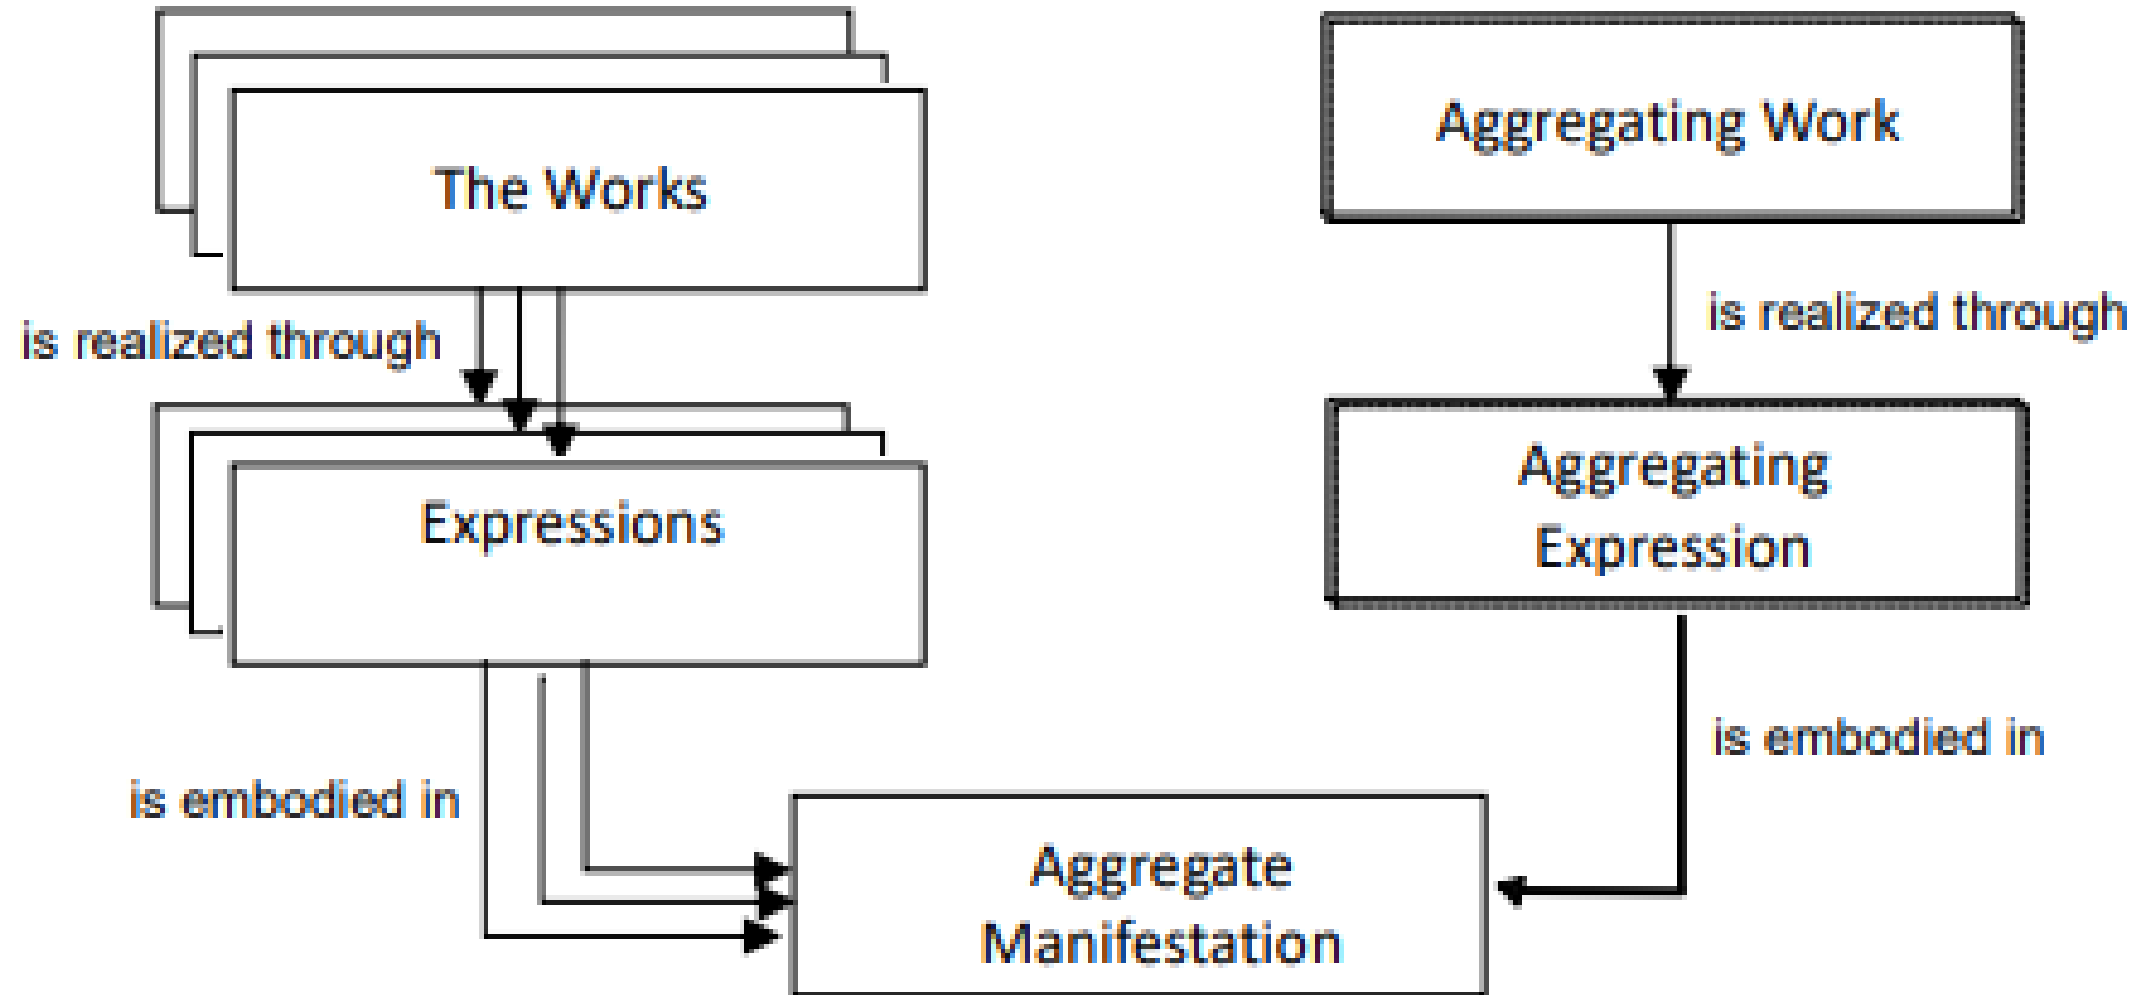 The Works
Aggregating Work
is realized through
is realized through
Expressions
Aggregating
Expression
is embodied in
is embodied in
Aggregate
Manifestation